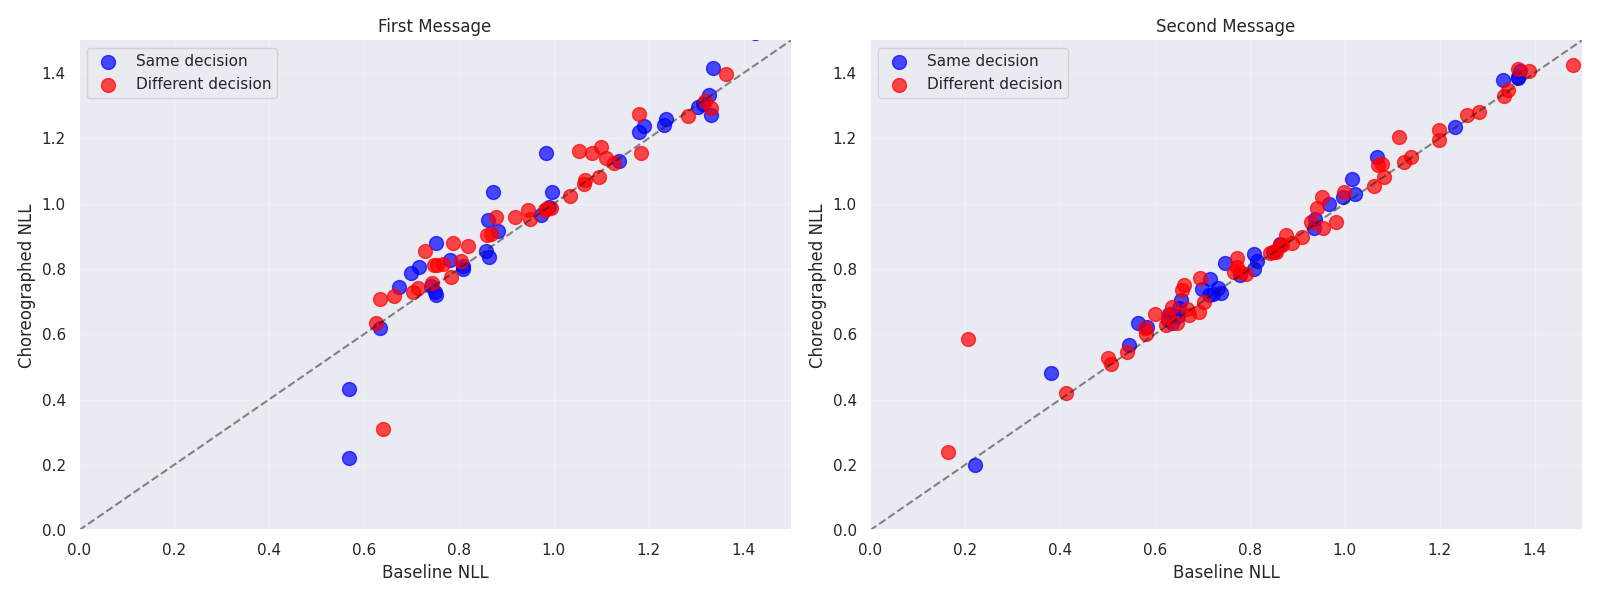 First Message
Same decision
Different decision
1.4
1.2
1.0
0.8
0.6
0.4
0.2
0.0
Choreographed NLL
0.0 0.2 0.4 0.6 0.8 1.0 1.2 1.4
Baseline NLL
Second Message
Same decision
Different decision
1.4
1.2
1.0
0.8
0.6
0.4
0.2
0.0
Choreographed NLL
0.0 0.2 0.4 0.6 0.8 1.0 1.2 1.4
Baseline NLL